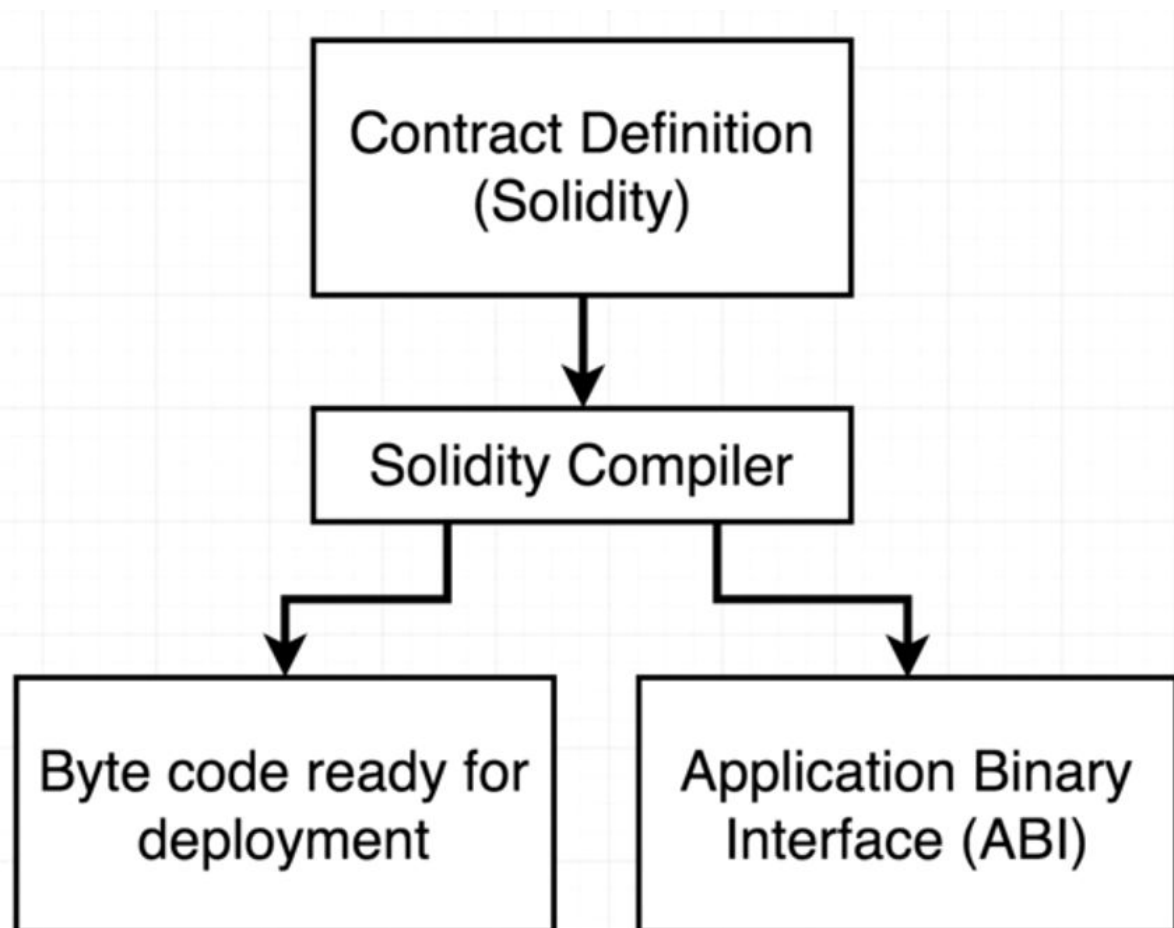 Contract Definition
(Solidity)
Solidity Compiler
Byte code ready for
deployment
Application Binary
Interface (ABI)